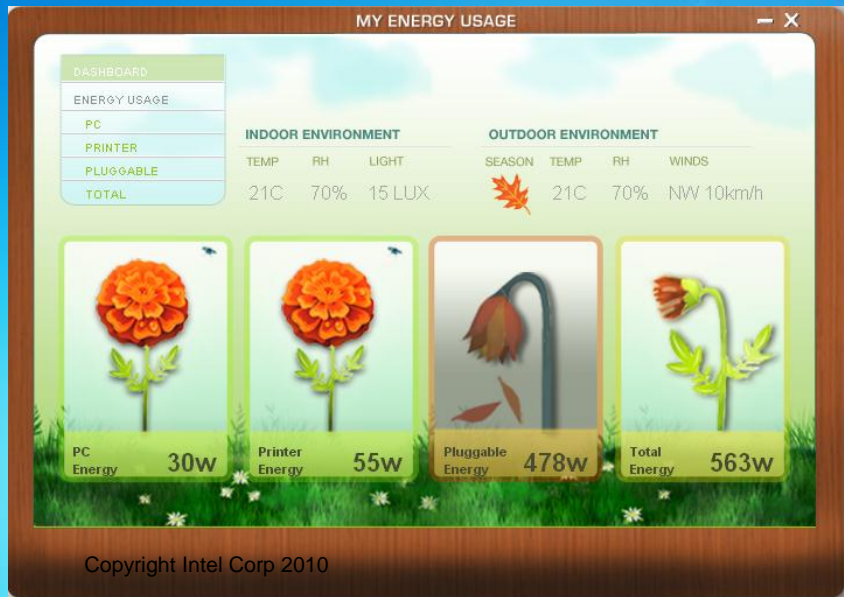 MY ENERGY USAGE
DASHBOARD
ENERGY USAGE
PC
PRINTER
PLUGGABLE
TOTAL
INDOOR ENVIRONMENT
TEMP RH LIGHT
21C 70% 15 LUX
OUTDOOR ENVIRONMENT
SEASON TEMP RH WINDS
21C 70% NW 10km/h
PC
Energy 30w
Printer
Energy 55w
Pluggable
Energy 478w
Total
Energy 563w
Copyright Intel Corp 2010